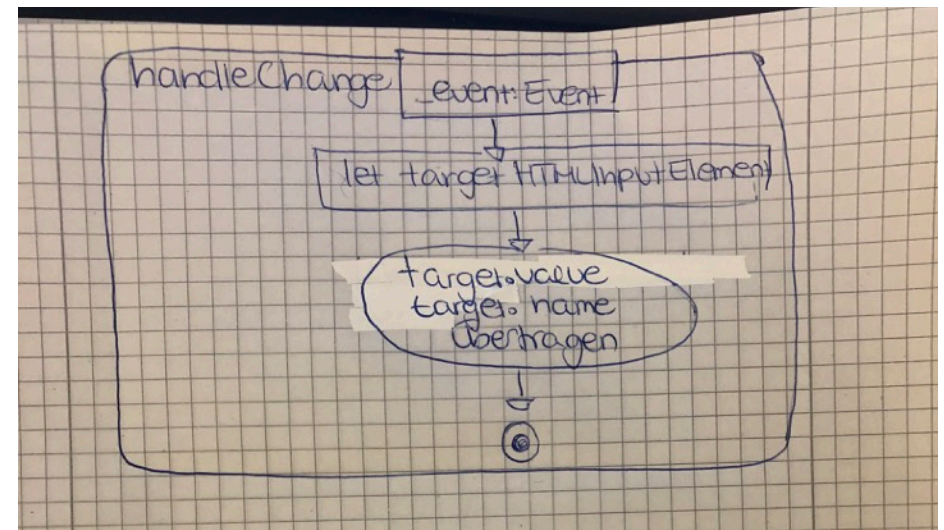 handleChange
_event: Event
let target HTMLInputElement
target.value
target.name
übertragen